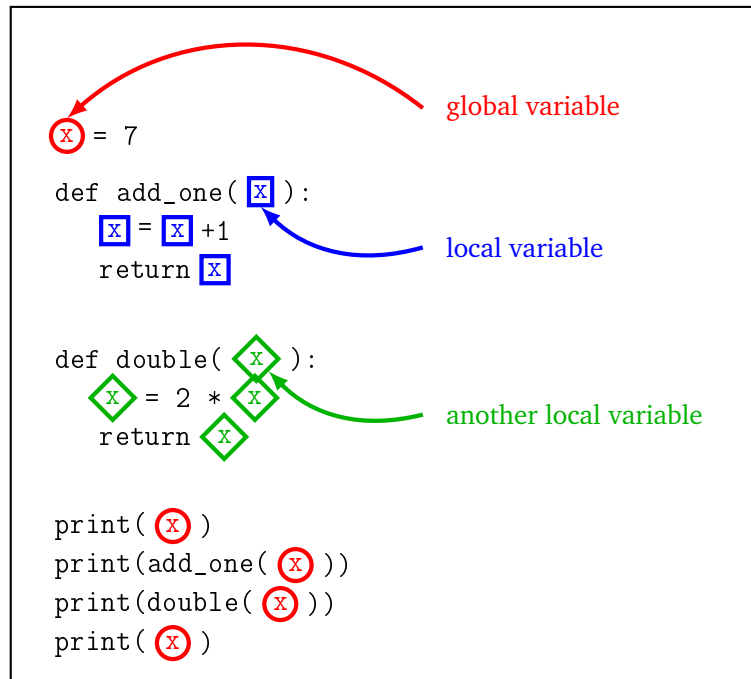 global variable
x = 7
def add_one( x ):
x = x +1
local variable
return x
def double( x ):
x = 2 * x
another local variable
return x
print( x )
print(add_one( x ))
print(double( x ))
print( x )